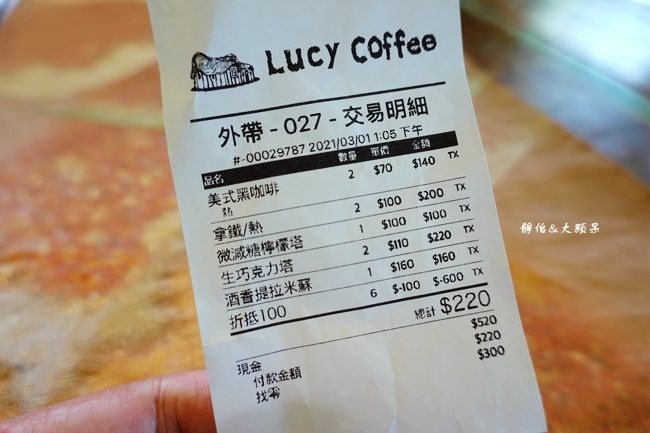 Lucy Coffee
外帶 - 027 - 交易明細
#-00029787 2021/03/01 1:05 下午
品名 數量 單價 金額
美式黑咖啡 2 $70 $140 TX
熱
拿鐵/熱 2 $100 $200 TX
微減糖檸檬塔 1 $100 $100 TX
生巧克力塔 2 $110 $220 TX
酒香提拉米蘇 1 $160 $160 TX
折抵100 6 $-100 $-600 TX
總計 $220
現金 $520
付款金額 $220
找零 $300
靜怡&大顆呆